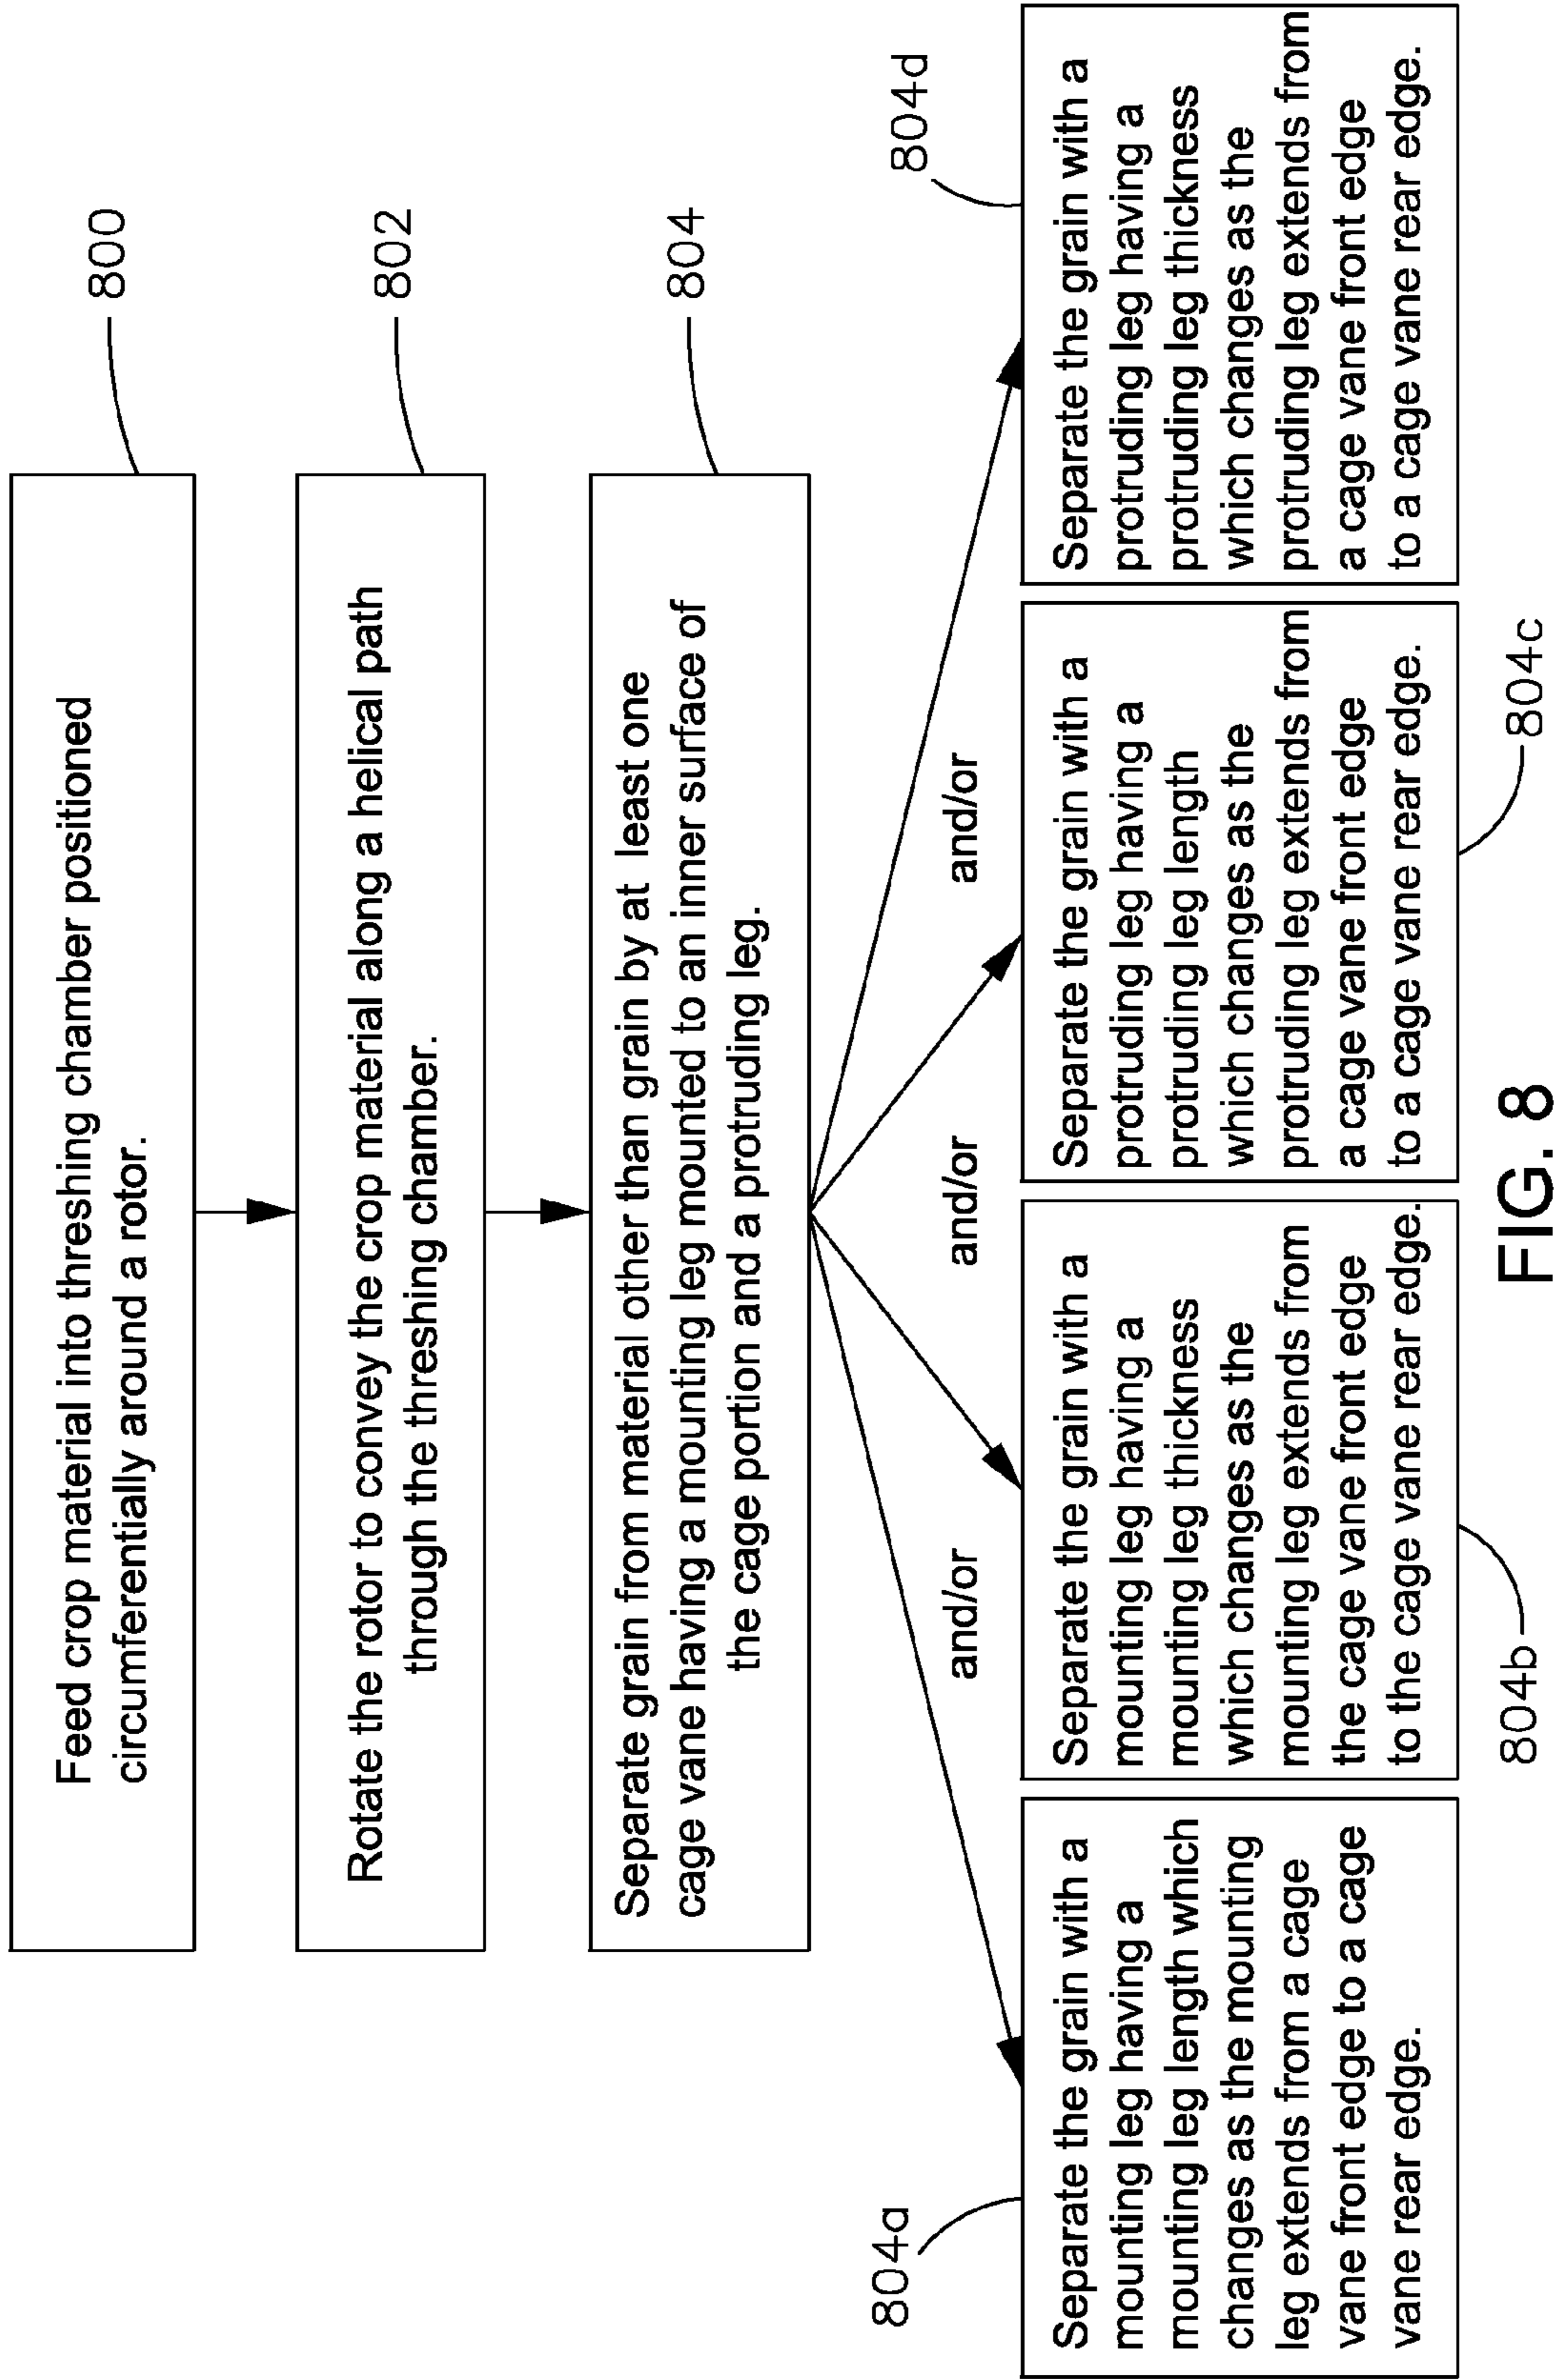 Feed crop material into threshing chamber positioned
circumferentially around a rotor.
800
Rotate the rotor to convey the crop material along a helical path
through the threshing chamber.
802
Separate grain from material other than grain by at least one
cage vane having a mounting leg mounted to an inner surface of
the cage portion and a protruding leg.
804
and/or
and/or
and/or
804a
Separate the grain with a
mounting leg having a
mounting leg length which
changes as the mounting
leg extends from a cage
vane front edge to a cage
vane rear edge.
Separate the grain with a
mounting leg having a
mounting leg thickness
which changes as the
mounting leg extends from
the cage vane front edge
to the cage vane rear edge.
804b
Separate the grain with a
protruding leg having a
protruding leg length
which changes as the
protruding leg extends from
a cage vane front edge
to a cage vane rear edge.
804c
804d
Separate the grain with a
protruding leg having a
protruding leg thickness
which changes as the
protruding leg extends from
a cage vane front edge
to a cage vane rear edge.
FIG. 8